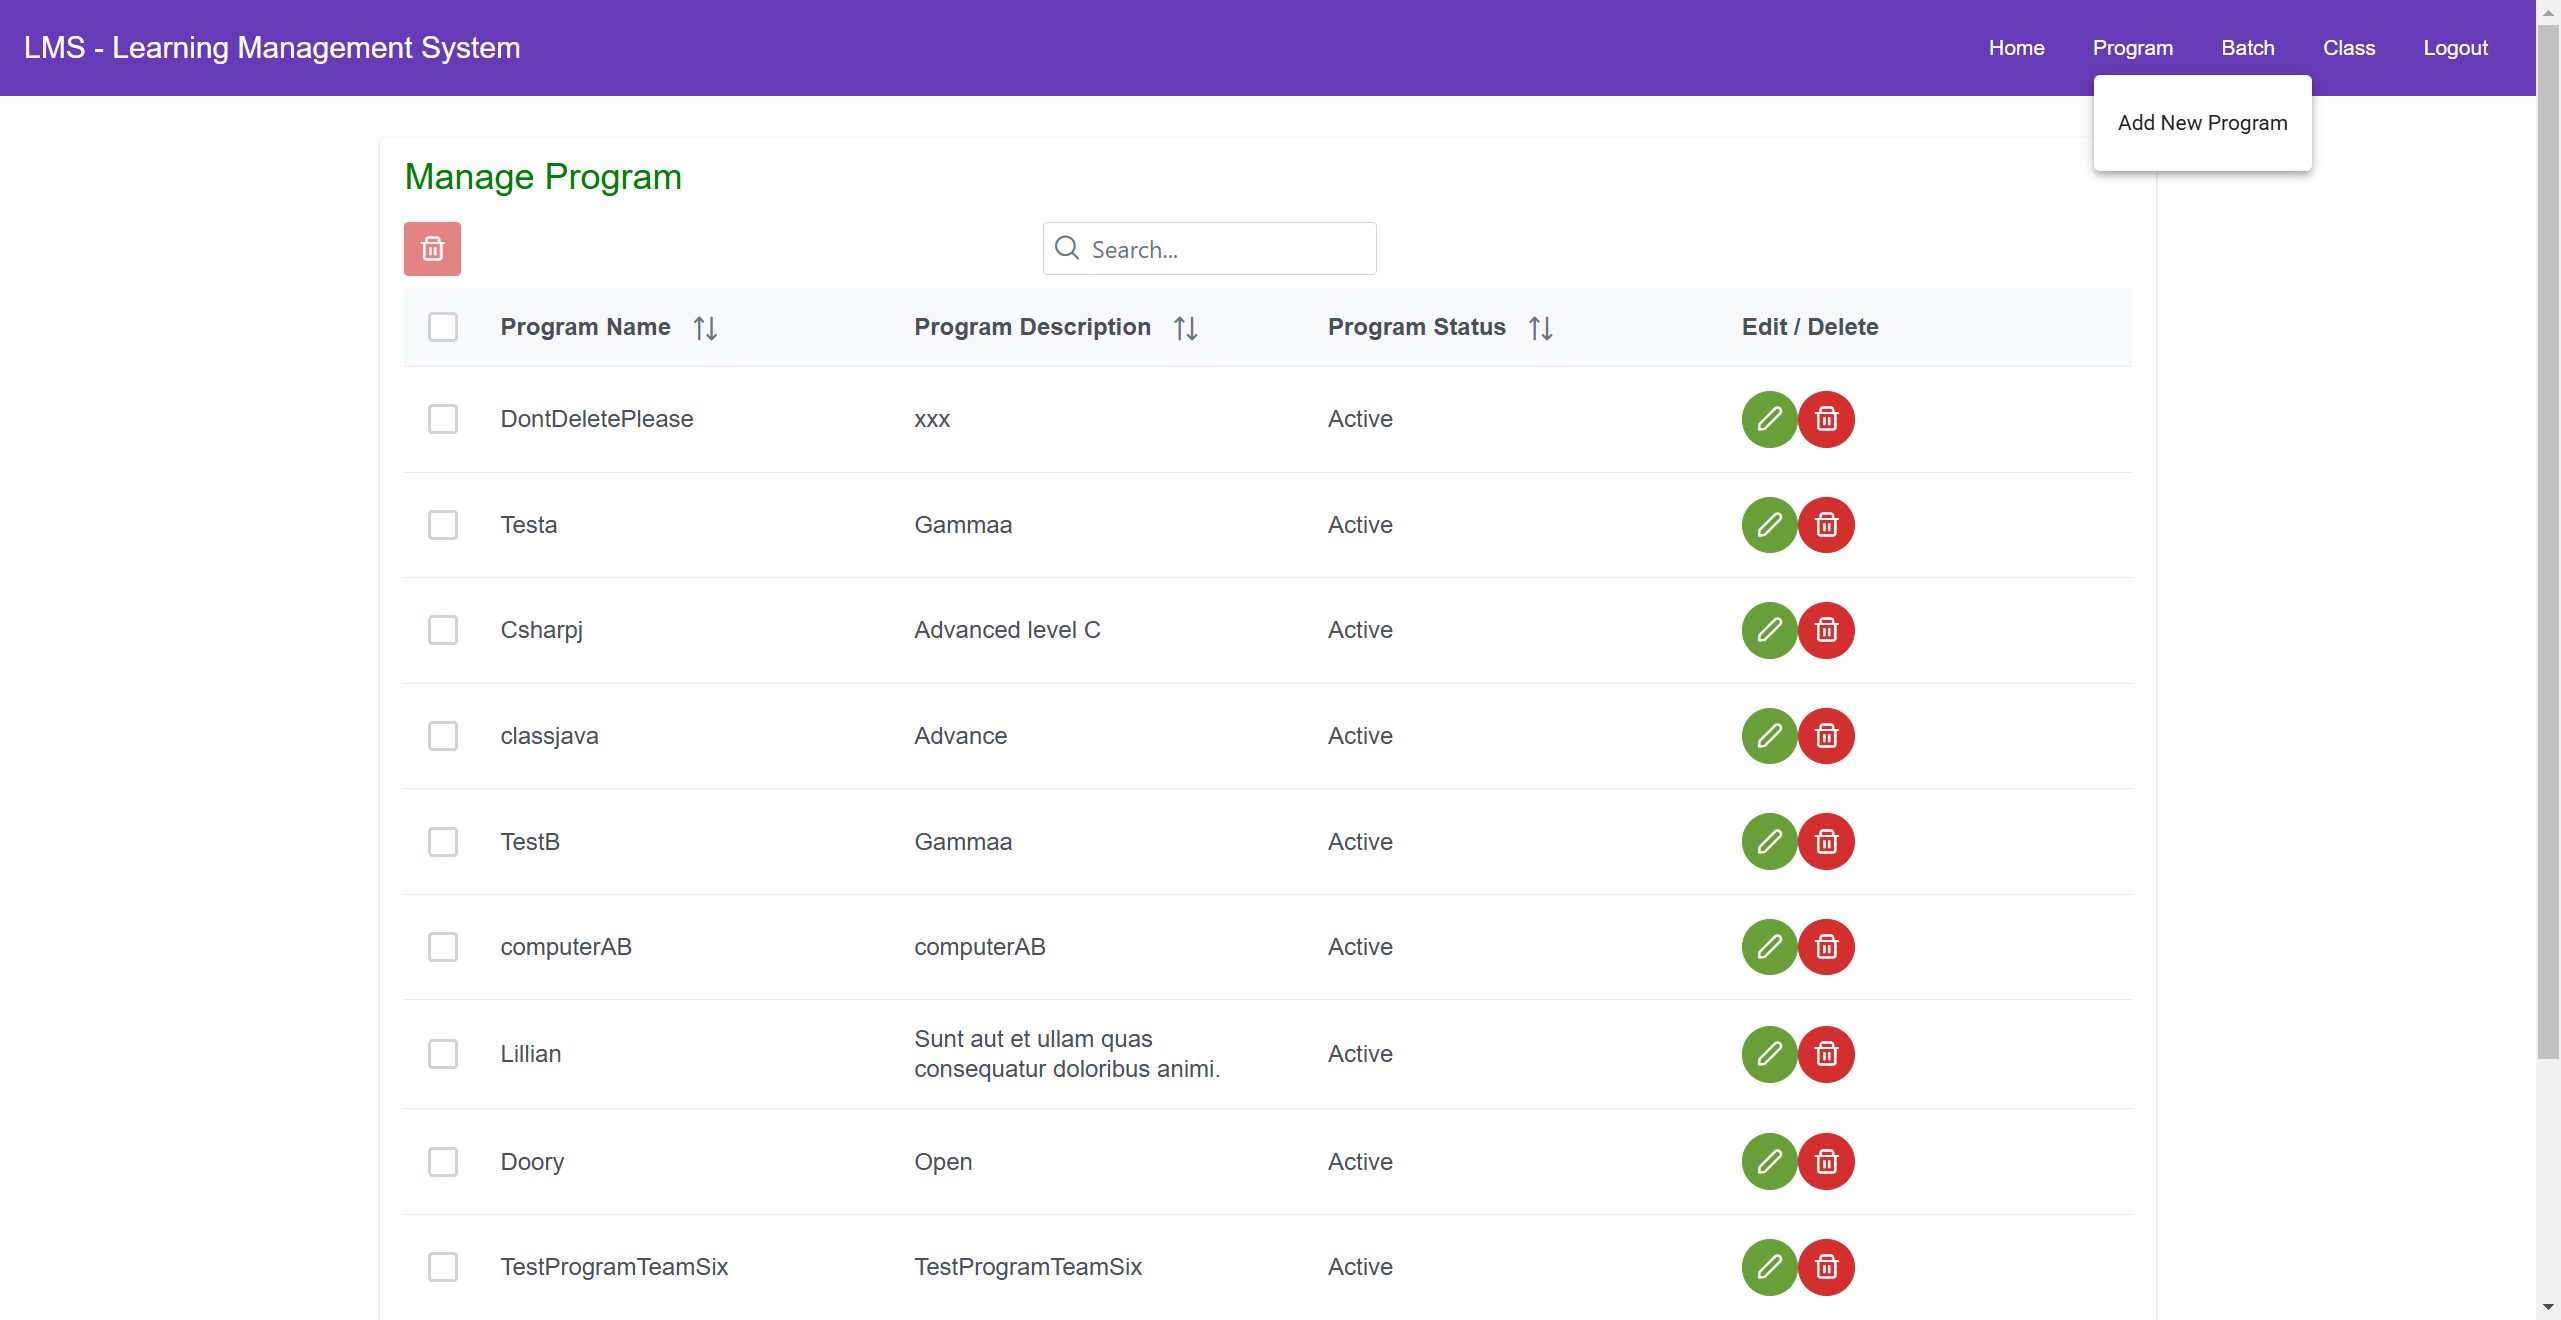 LMS - Learning Management System
Home Program Batch Class Logout
Add New Program
Manage Program
Search...
Program Name Program Description Program Status Edit / Delete
DontDeletePlease xxx Active
Testa Gammaa Active
Csharpj Advanced level C Active
classjava Advance Active
TestB Gammaa Active
computerAB computerAB Active
Lillian Sunt aut et ullam quas Active
consequatur doloribus animi.
Doory Open Active
TestProgramTeamSix TestProgramTeamSix Active